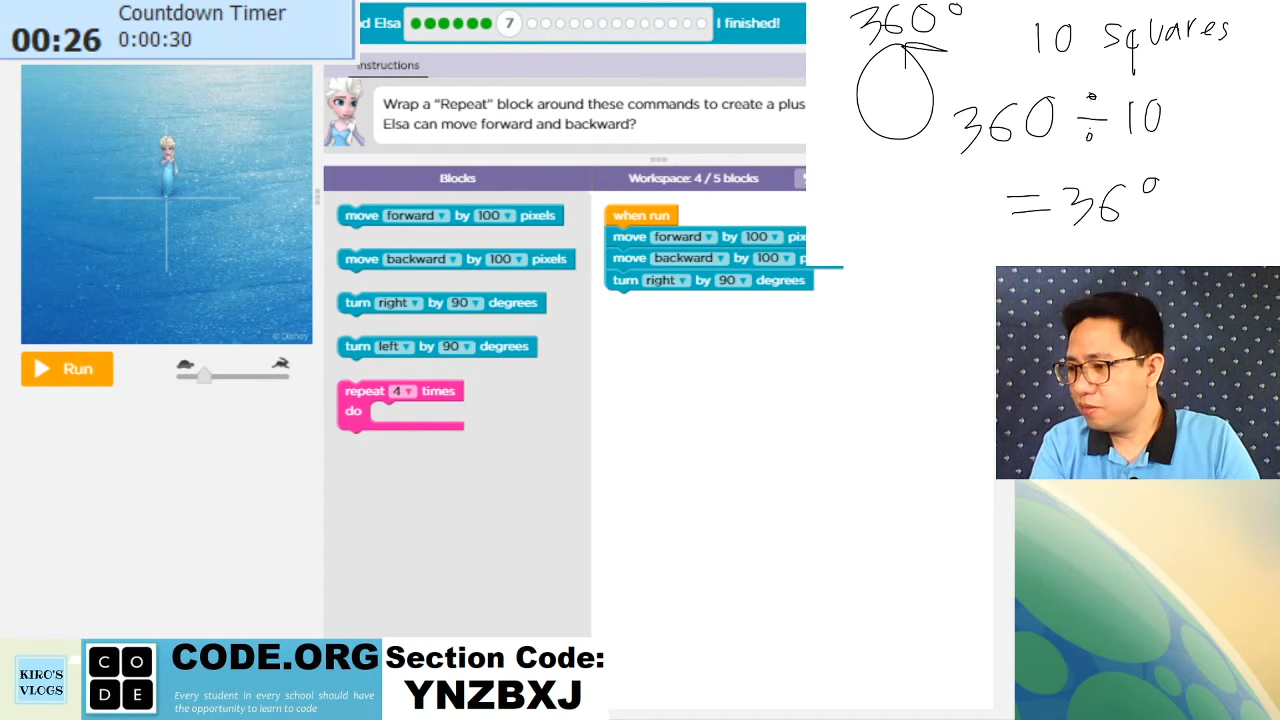 Countdown Timer
00:26
0:00:30
d Elsa
7
I finished!
Instructions
Wrap a “Repeat” block around these commands to create a plus
Elsa can move forward and backward?
© Disney
Run
Blocks
move forward by 100 pixels
move backward by 100 pixels
turn right by 90 degrees
turn left by 90 degrees
repeat 4 times
do
Workspace: 4 / 5 blocks
when run
move forward by 100 pix
move backward by 100 p
turn right by 90 degrees
360°
10 squares
360 ÷ 10
= 36°
KIRO'S
VLOGS
C O
D E
CODE.ORG
Every student in every school should have
the opportunity to learn to code
Section Code:
YNZBXJ